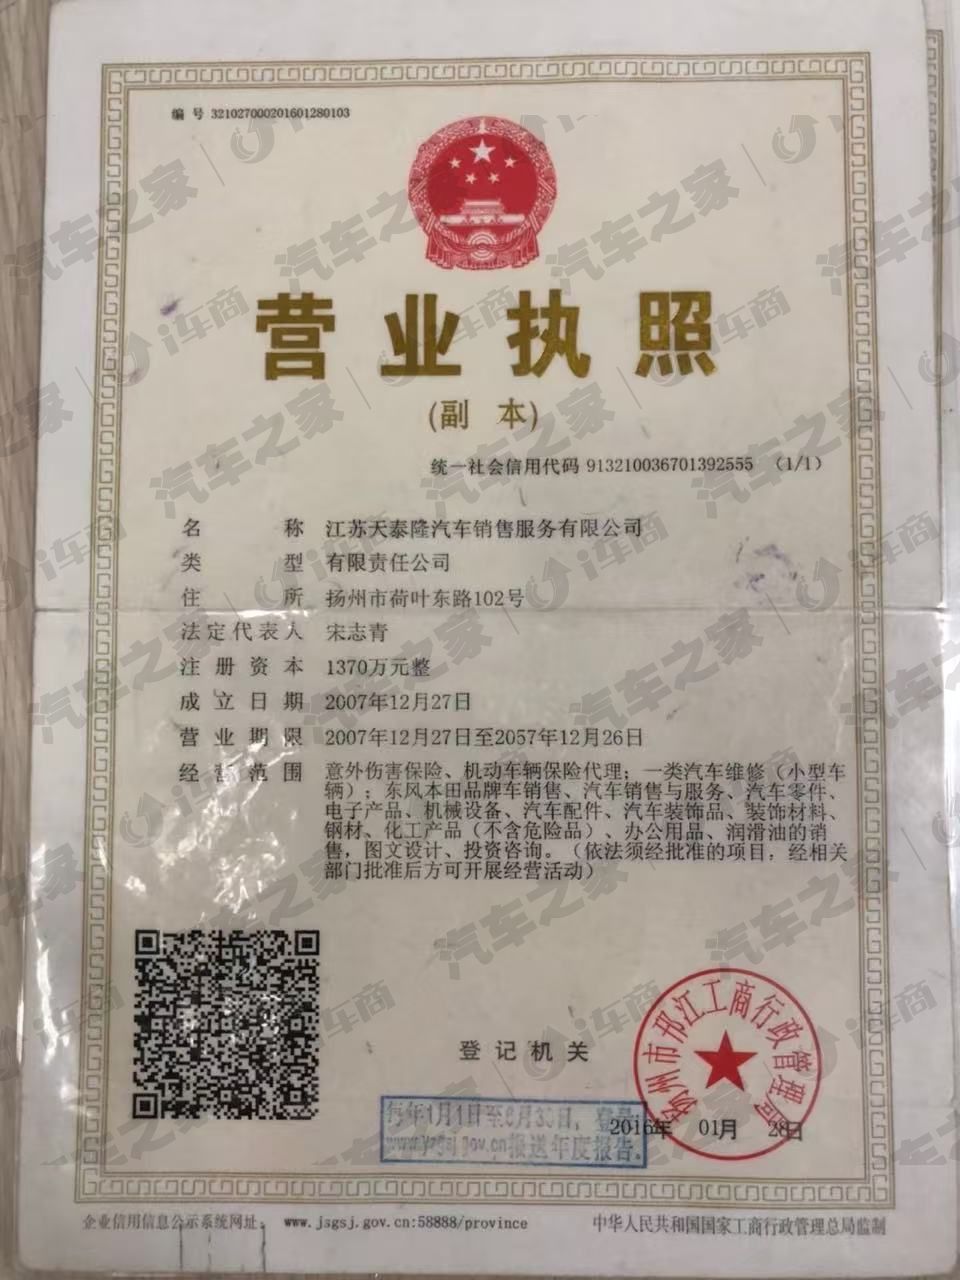 编 号 321027000201601280103
营业执照
(副 本)
统一社会信用代码 913210036701392555 (1/1)
名 称 江苏天泰隆汽车销售服务有限公司
类 型 有限责任公司
住 所 扬州市荷叶东路102号
法定代表人 宋志青
注册资本 1370万元整
成立日期 2007年12月27日
营业期限 2007年12月27日至2057年12月26日
经营范围 意外伤害保险、机动车辆保险代理；一类汽车维修（小型车
辆）；东风本田品牌车销售、汽车销售与服务、汽车零件、
电子产品、机械设备、汽车配件、汽车装饰品、装饰材料、
钢材、化工产品（不含危险品）、办公用品、润滑油的销
售，图文设计、投资咨询。（依法须经批准的项目，经相关
部门批准后方可开展经营活动）
登记机关
扬州市邗江工商行政管理局
每年1月1日至6月30日，登录
www.yzgsj.gov.cn报送年度报告。
2016年 01月 28日
企业信用信息公示系统网址： www.jsgsj.gov.cn:58888/province
中华人民共和国国家工商行政管理总局监制
汽车之家 | i车商